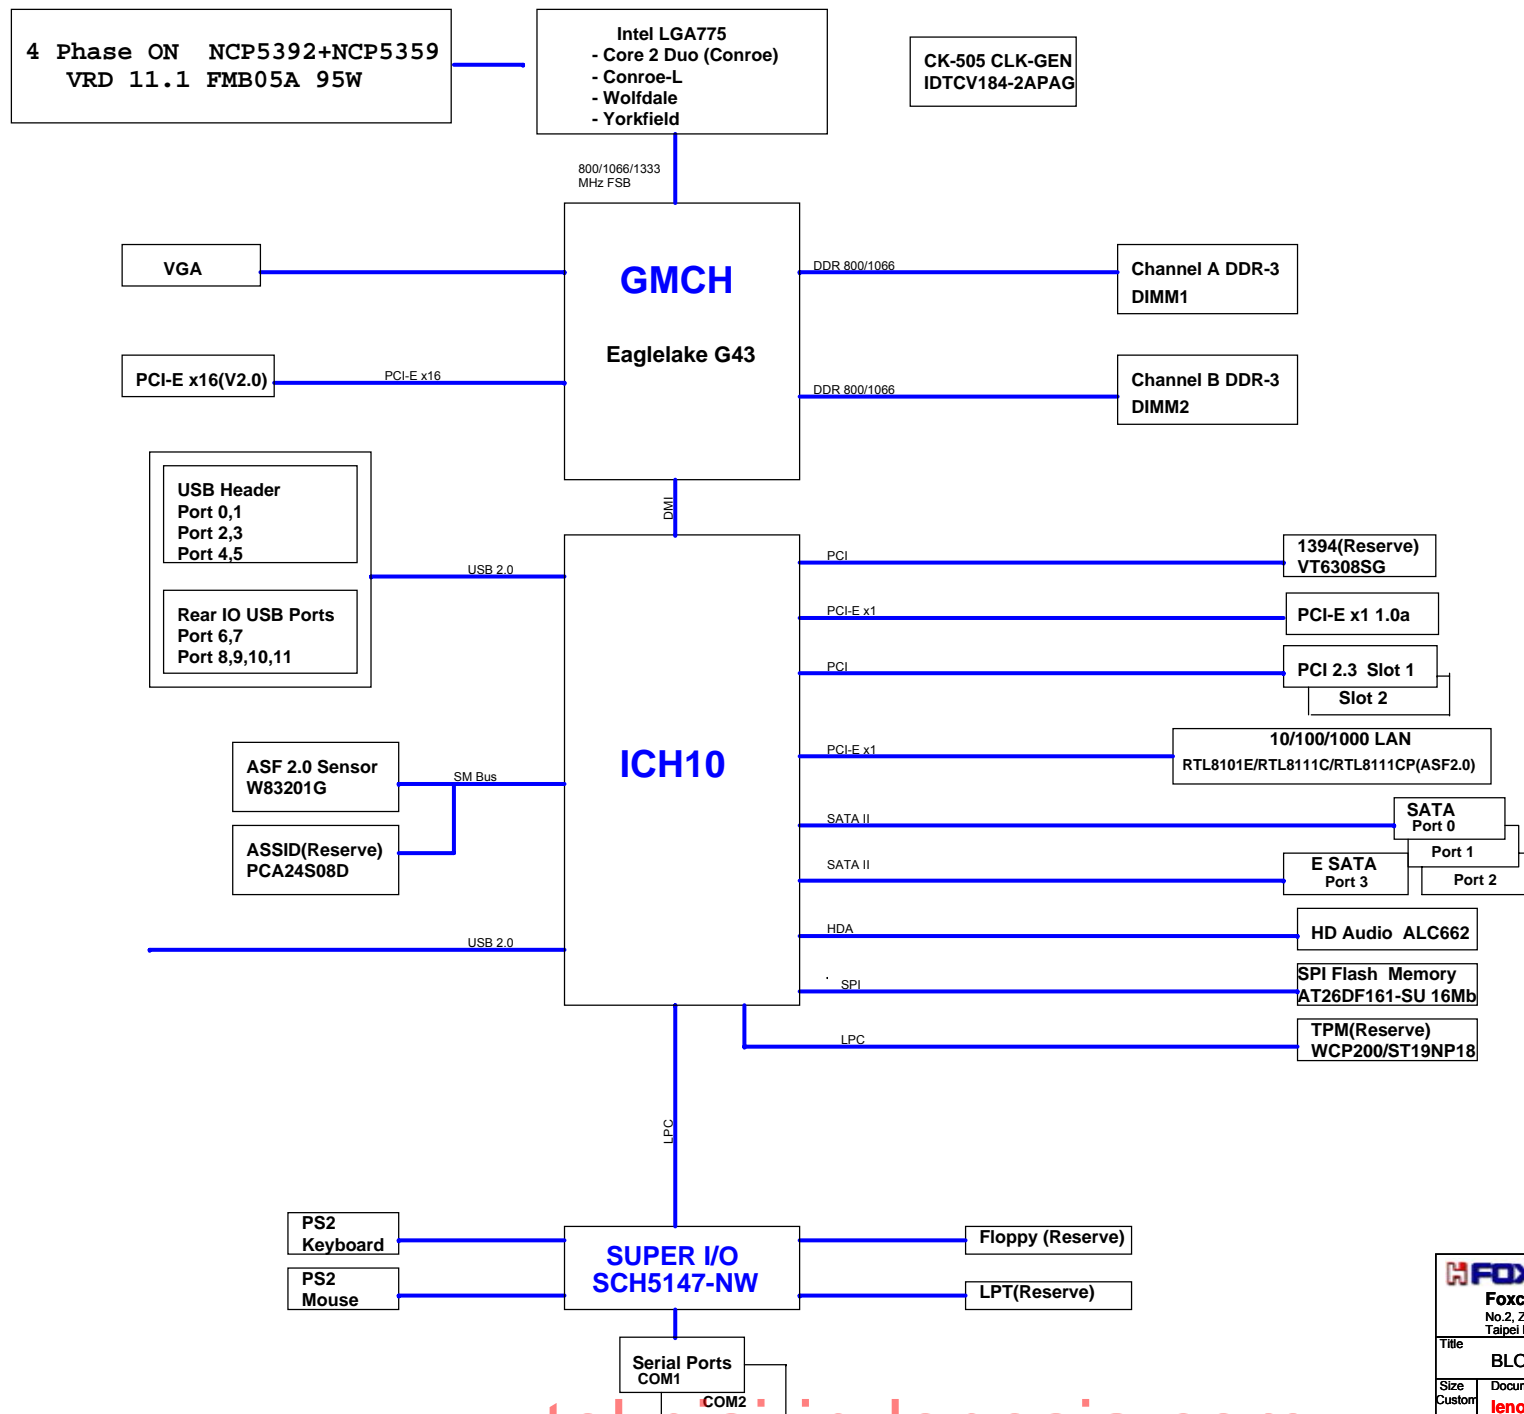 4 Phase ON NCP5392+NCP5359
VRD 11.1 FMB05A 95W
Intel LGA775
- Core 2 Duo (Conroe)
- Conroe-L
- Wolfdale
- Yorkfield
CK-505 CLK-GEN
IDTCV184-2APAG
800/1066/1333
MHz FSB
VGA
GMCH
Eaglelake G43
DDR 800/1066
Channel A DDR-3
DIMM1
PCI-E x16(V2.0)
PCI-E x16
DDR 800/1066
Channel B DDR-3
DIMM2
USB Header
Port 0,1
Port 2,3
Port 4,5
DMI
USB 2.0
Rear IO USB Ports
Port 6,7
Port 8,9,10,11
PCI
1394(Reserve)
VT6308SG
PCI-E x1
PCI-E x1 1.0a
PCI
PCI 2.3 Slot 1
Slot 2
ICH10
PCI-E x1
10/100/1000 LAN
RTL8101E/RTL8111C/RTL8111CP(ASF2.0)
ASF 2.0 Sensor
W83201G
SM Bus
ASSID(Reserve)
PCA24S08D
SATA II
SATA
Port 0
Port 1
Port 2
SATA II
E SATA
Port 3
USB 2.0
HDA
HD Audio ALC662
SPI
SPI Flash Memory
AT26DF161-SU 16Mb
LPC
TPM(Reserve)
WCP200/ST19NP18
LPC
PS2
Keyboard
PS2
Mouse
SUPER I/O
SCH5147-NW
Floppy (Reserve)
LPT(Reserve)
Serial Ports
COM1
COM2
FOX
Foxc
No.2, Z
Taipei
Title
BLO
Size
Docum
Custom
leno